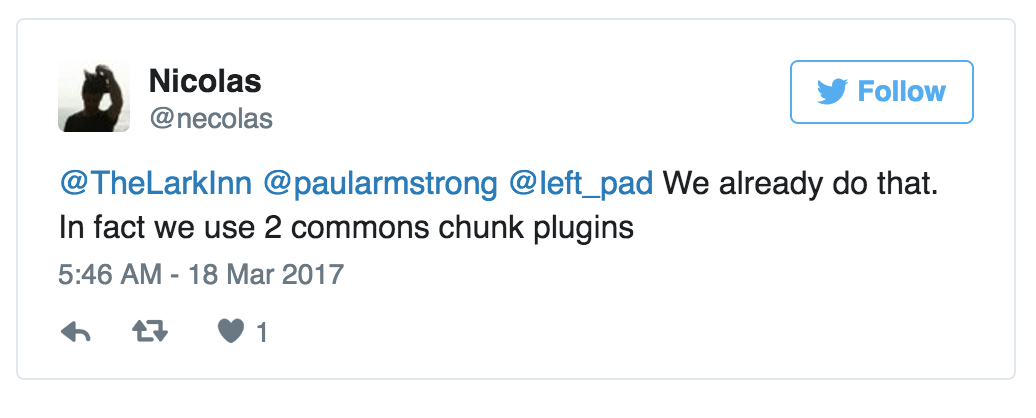 Nicolas
@necolas
Follow
@TheLarkInn @paularmstrong @left_pad We already do that.
In fact we use 2 commons chunk plugins
5:46 AM - 18 Mar 2017
1